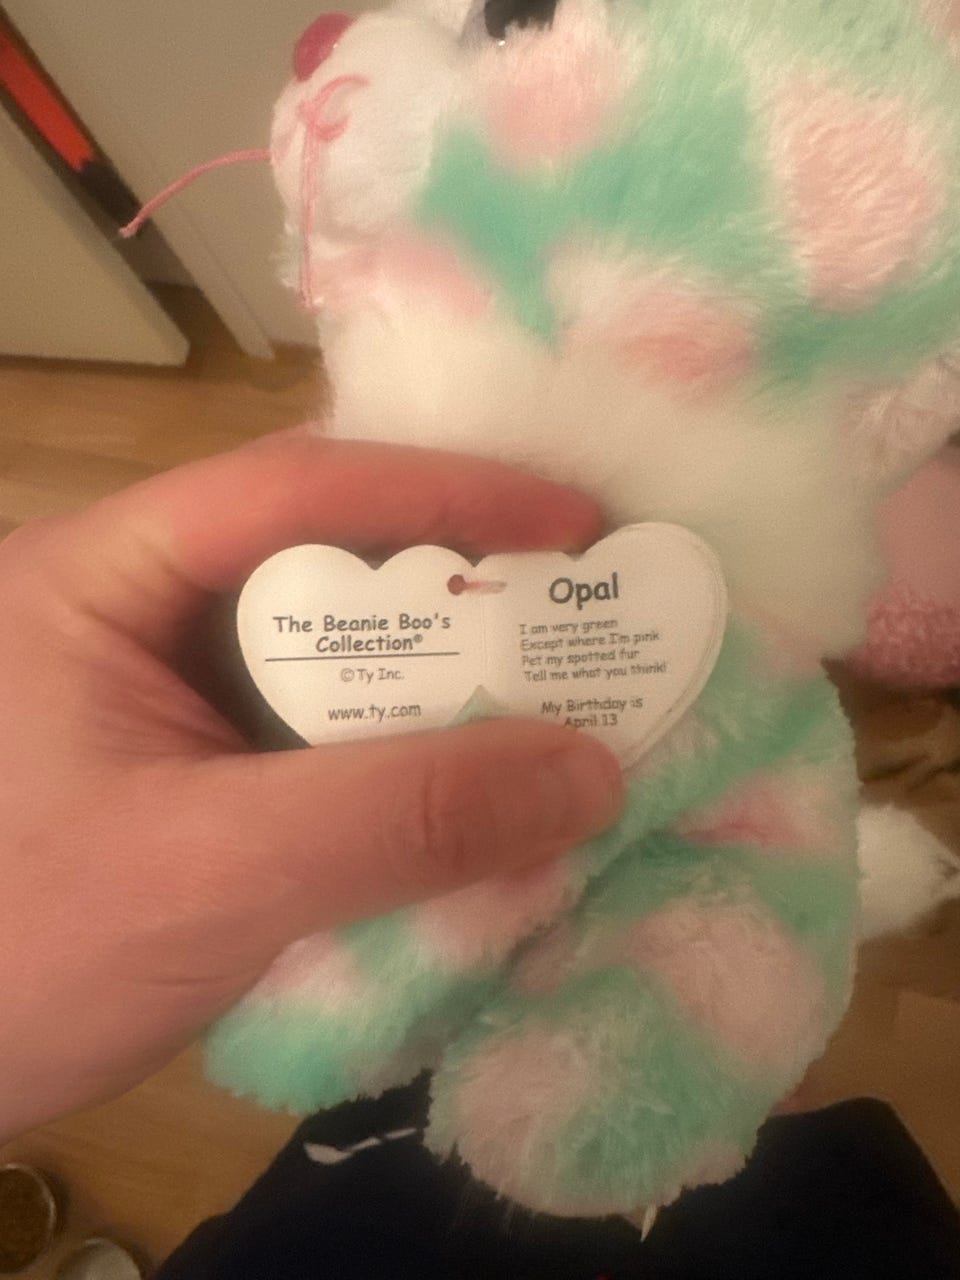 The Beanie Boo's
Collection®
© Ty Inc.
www.ty.com
Opal
I am very green
Except where I'm pink
Pet my spotted fur
Tell me what you think!
My Birthday is
April 13